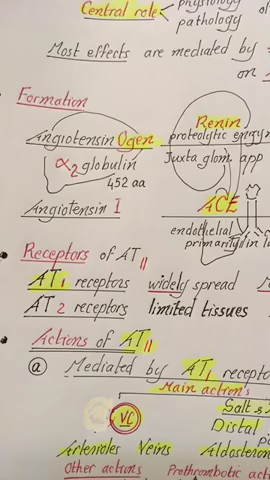 Central role
physiology
pathology
Most effects are mediated by
on
Formation
Renin
Angiotensin Ogen proteolytic enzym
α2 globulin Juxta glom. app
452 aa
Angiotensin I ACE
endothelial
primarily in
Receptors of AT II
AT1 receptors widely spread
AT2 receptors limited tissues
Actions of AT II
a Mediated by AT1 recepto
Main actions
VC Salt &
Distal
Arterioles Veins Aldosteron
Other actions Prothrombotic act